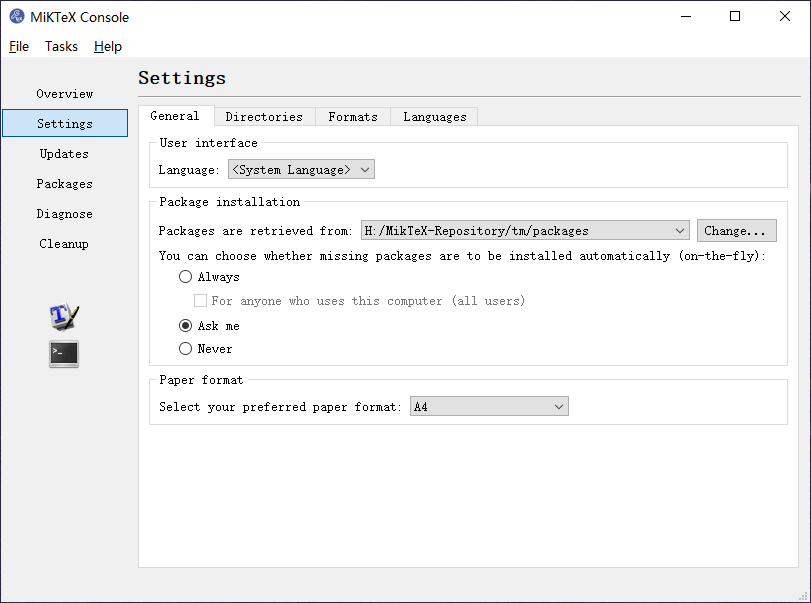 MiKTeX Console
File Tasks Help
Settings
Overview
Settings
Updates
Packages
Diagnose
Cleanup
General Directories Formats Languages
User interface
Language: <System Language>
Package installation
Packages are retrieved from: H:/MikTeX-Repository/tm/packages Change...
You can choose whether missing packages are to be installed automatically (on-the-fly):
Always
For anyone who uses this computer (all users)
Ask me
Never
Paper format
Select your preferred paper format: A4